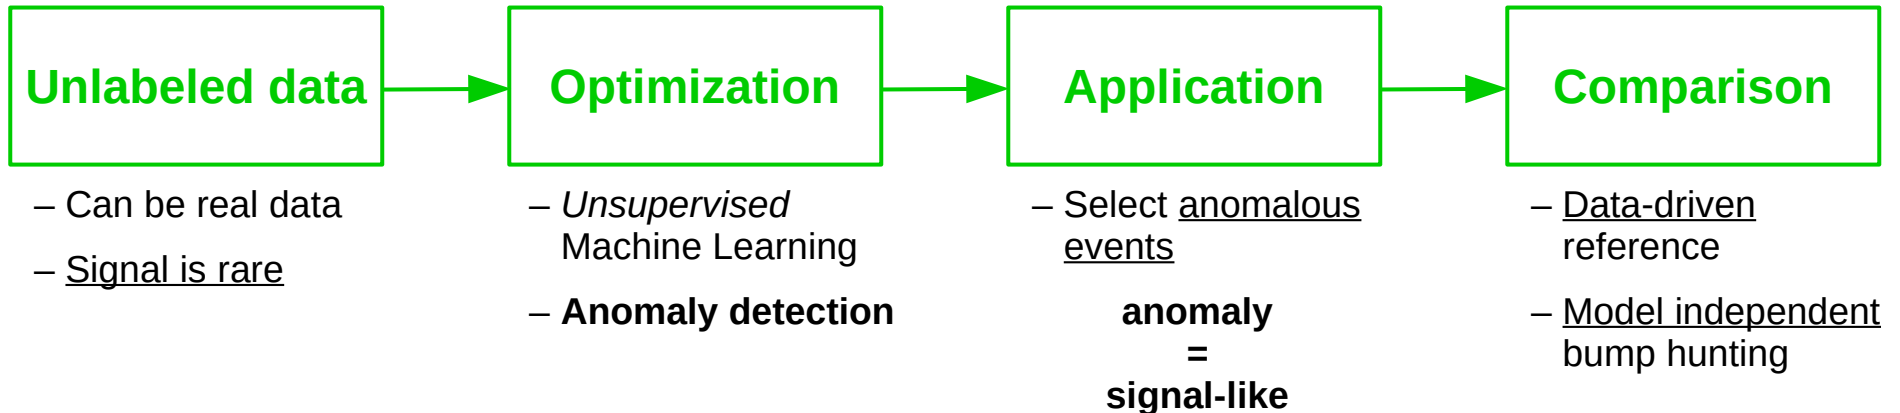 Unlabeled data
– Can be real data
– Signal is rare
Optimization
– Unsupervised
Machine Learning
– Anomaly detection
Application
– Select anomalous
events
anomaly
=
signal-like
Comparison
– Data-driven
reference
– Model independent
bump hunting